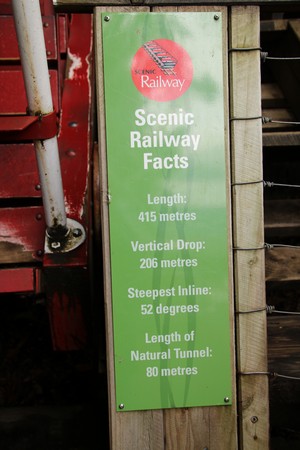 SCENIC
Railway
Scenic
Railway
Facts
Length:
415 metres
Vertical Drop:
206 metres
Steepest Inline:
52 degrees
Length of
Natural Tunnel:
80 metres